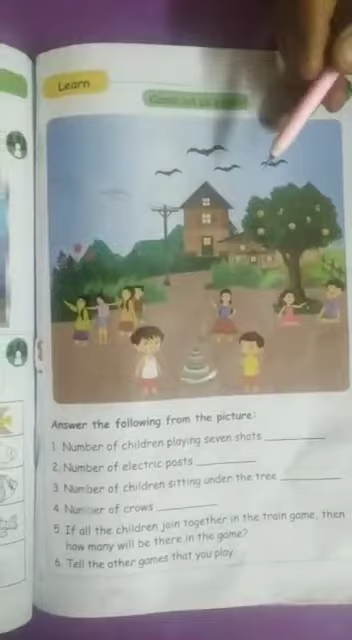 Learn
Answer the following from the picture:
1. Number of children playing seven shots
2. Number of electric posts
3. Number of children sitting under the tree
4. Number of crows
5. If all the children join together in the train game, then
how many will be there in the game?
6. Tell the other games that you play.